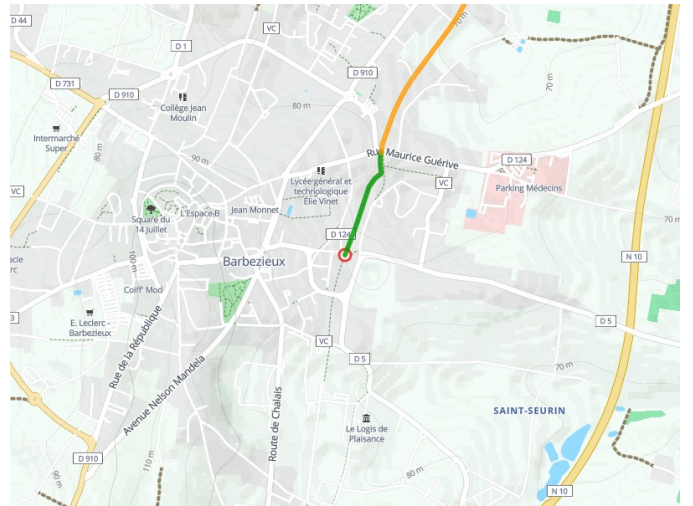 D 44
VC
70 m
D 1
D 910
D 731
D 910
Collège Jean
Moulin
80 m
70 m
Intermarché
Super
80 m
90 m
Rue Maurice Guérive
D 124
Lycée général et
technologique
Élie Vinet
VC
VC
Parking Médecins
Jean Monnet
L'Espace-B
Square du
14 Juillet
70 m
D 124
100 m
Barbezieux
N 10
Coiff' Mod
E. Leclerc -
Barbezieux
D 5
Rue de la République
VC
D 5
70 m
Avenue Nelson Mandela
Route de Chalais
SAINT-SEURIN
Le Logis de
Plaisance
D 910
90 m
110 m
80 m
N 10